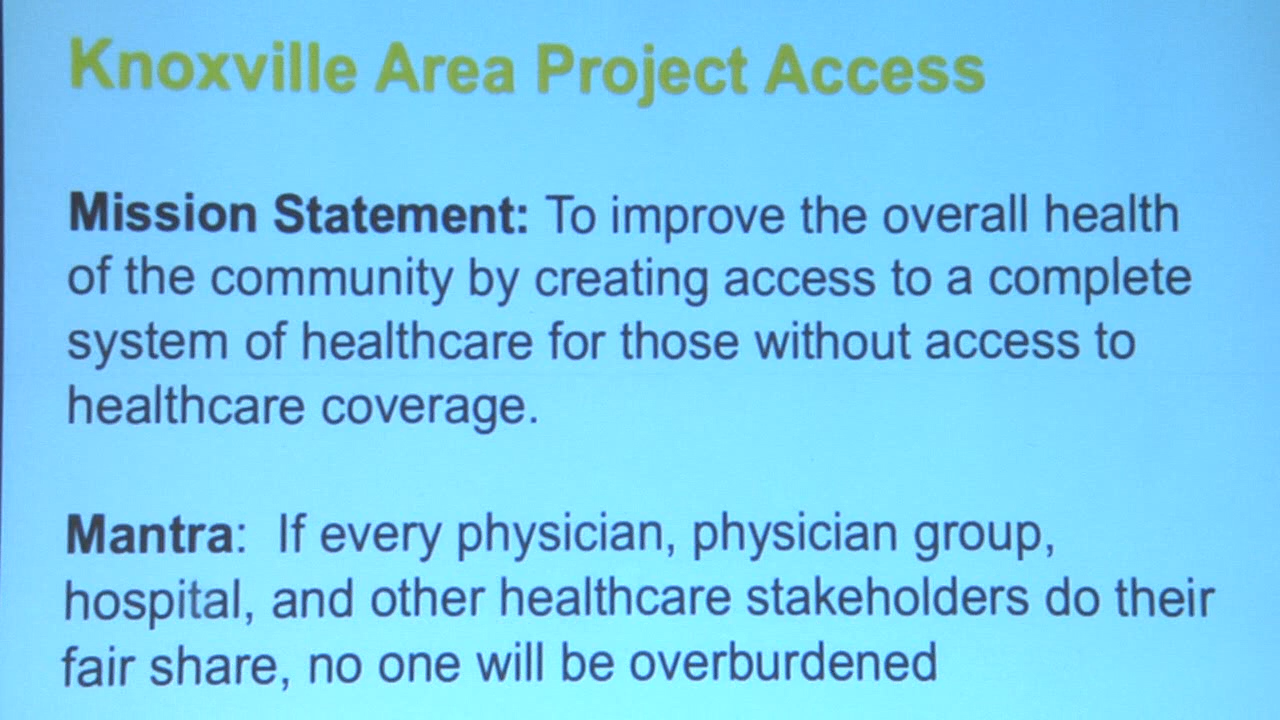 Knoxville Area Project Access
Mission Statement: To improve the overall health
of the community by creating access to a complete
system of healthcare for those without access to
healthcare coverage.
Mantra:  If every physician, physician group,
hospital, and other healthcare stakeholders do their
fair share, no one will be overburdened